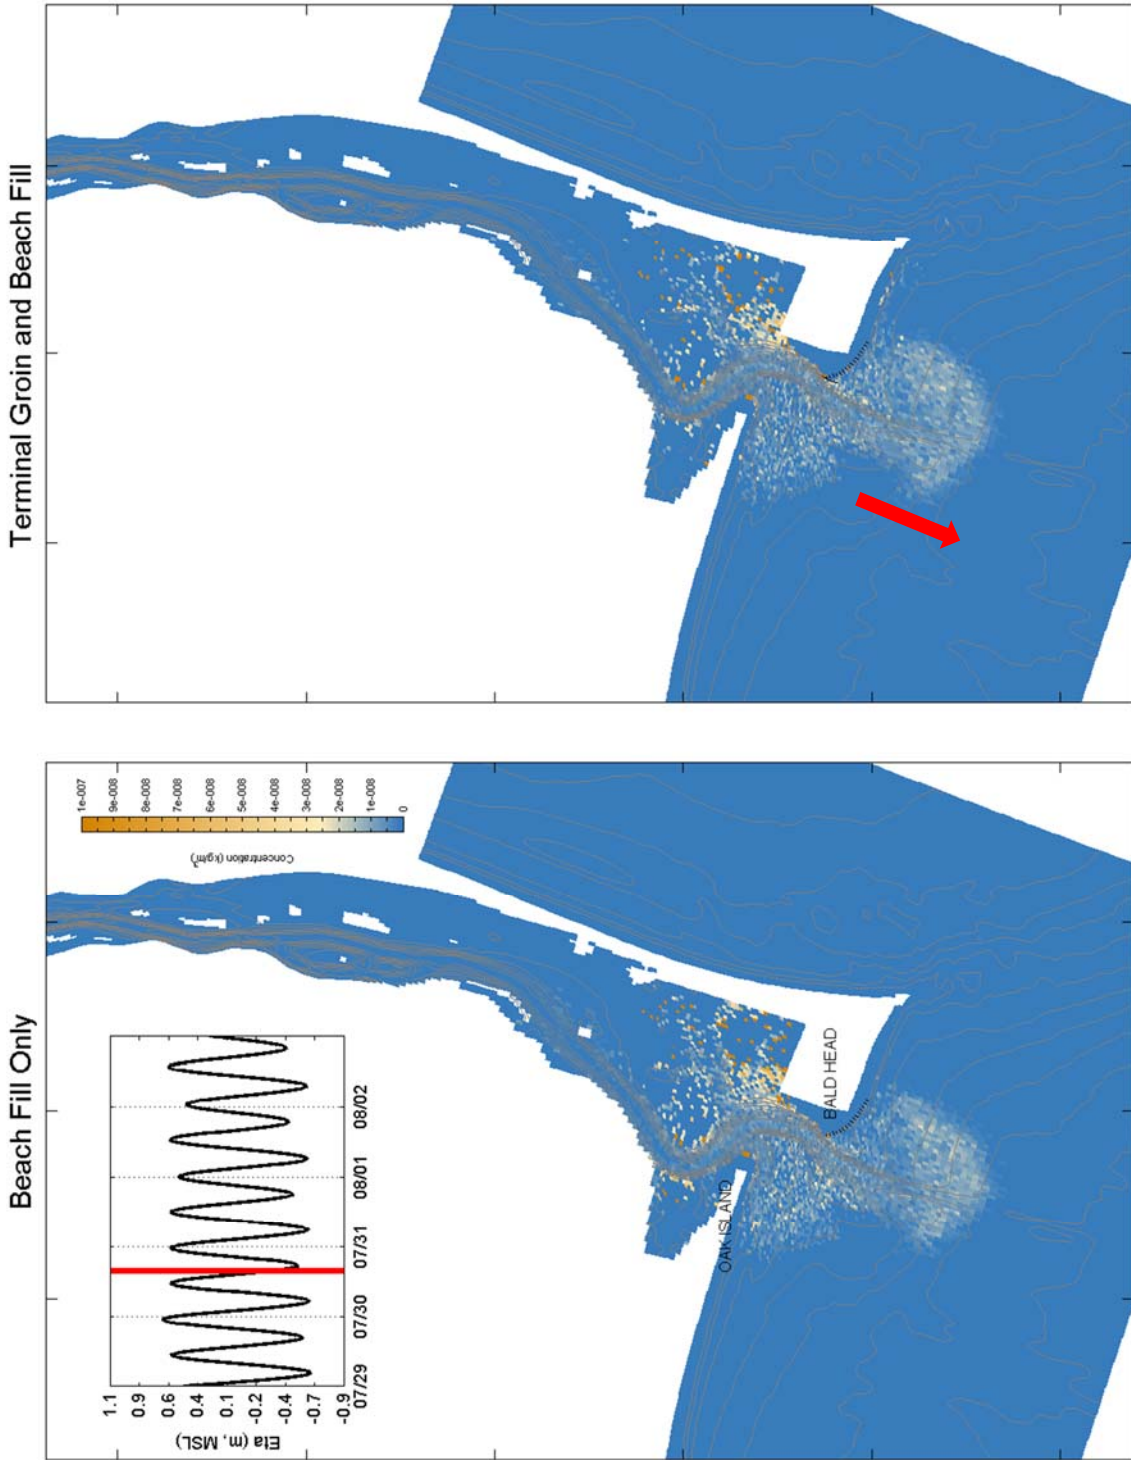 Beach Fill Only
Terminal Groin and Beach Fill
Eta (m, MSL)
1.1
0.9
0.6
0.4
0.1
-0.2
-0.4
-0.7
-0.9
07/29
07/30
07/31
08/01
08/02
Concentration (kg/m³)
1e-007
9e-008
8e-008
7e-008
6e-008
5e-008
4e-008
3e-008
2e-008
1e-008
0
OAK ISLAND
BALD HEAD